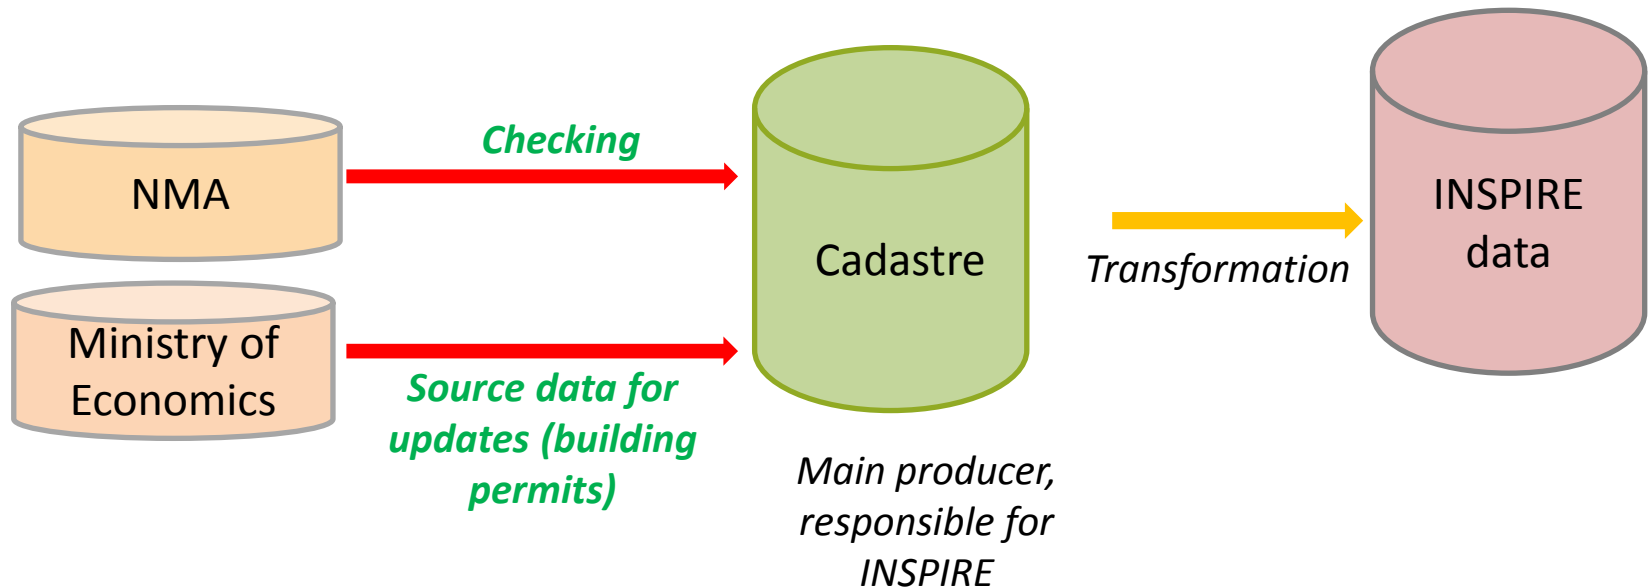 NMA
Checking
Ministry of
Economics
Source data for
updates (building
permits)
Cadastre
Main producer,
responsible for
INSPIRE
Transformation
INSPIRE
data